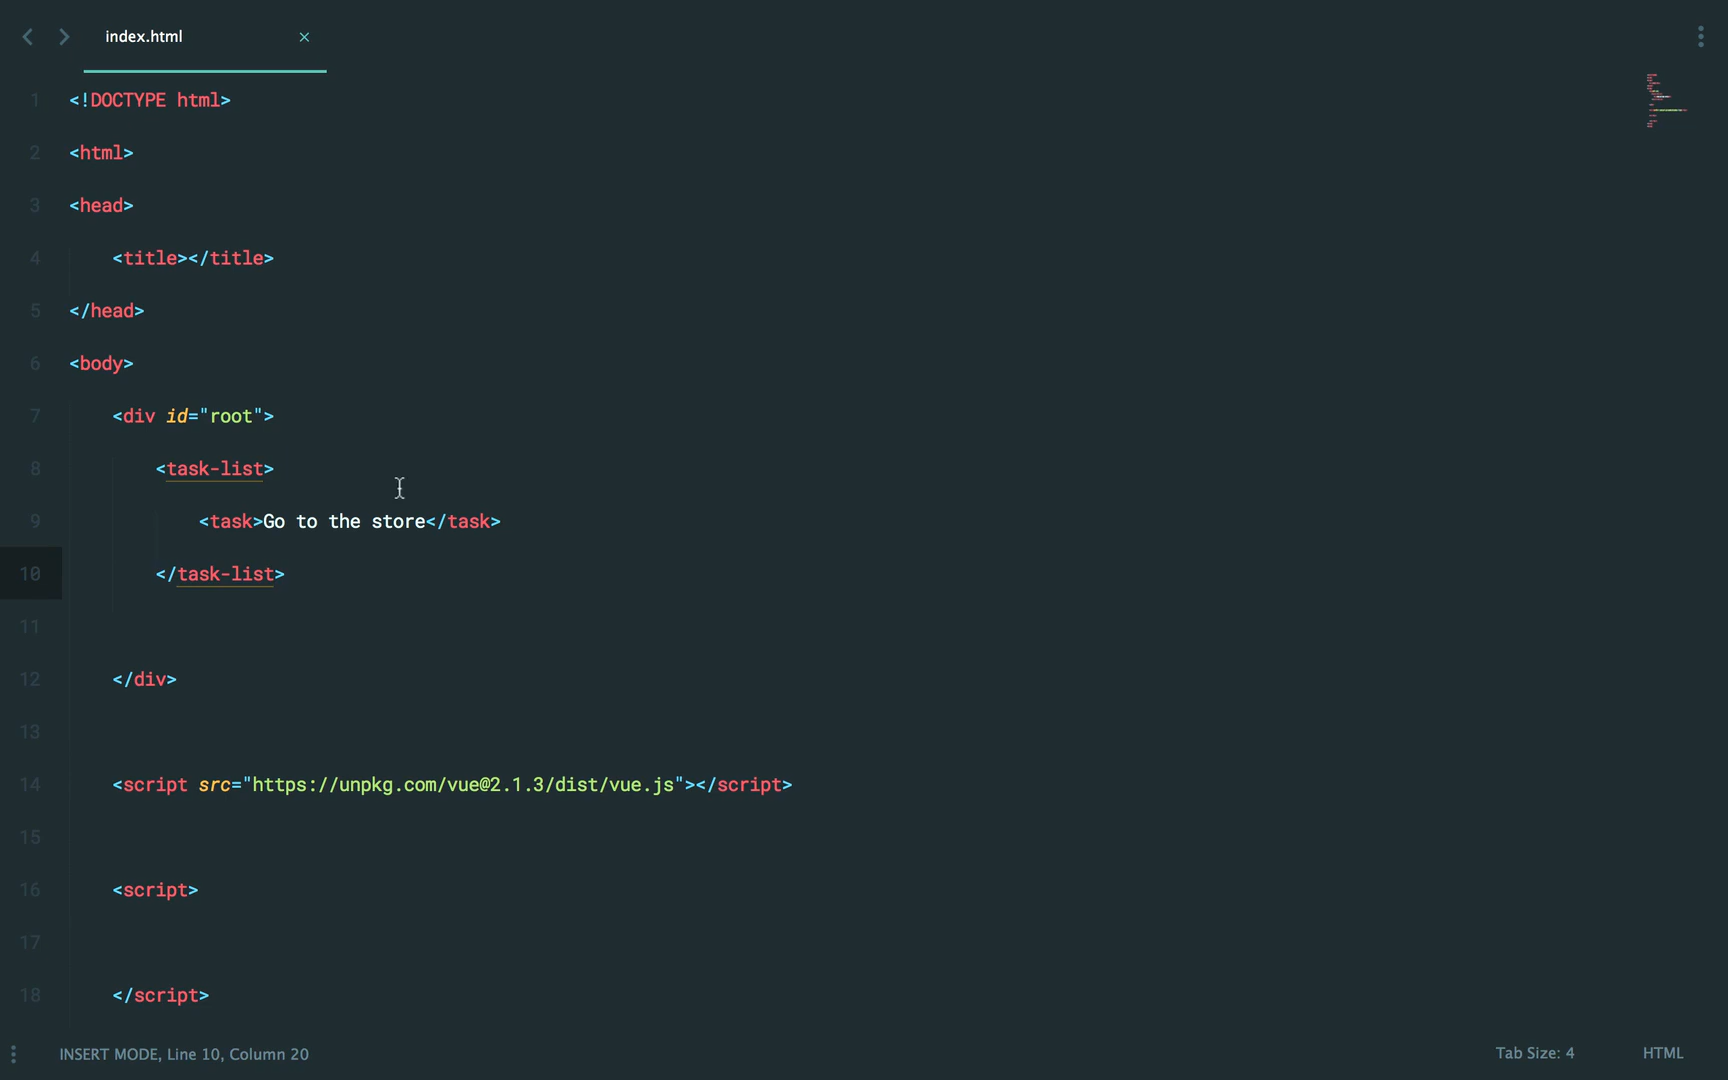 index.html
1 <!DOCTYPE html>
2 <html>
3 <head>
4 <title></title>
5 </head>
6 <body>
7 <div id="root">
8 <task-list>
9 <task>Go to the store</task>
10 </task-list>
11
12 </div>
13
14 <script src="https://unpkg.com/vue@2.1.3/dist/vue.js"></script>
15
16 <script>
17
18 </script>
INSERT MODE, Line 10, Column 20 Tab Size: 4 HTML